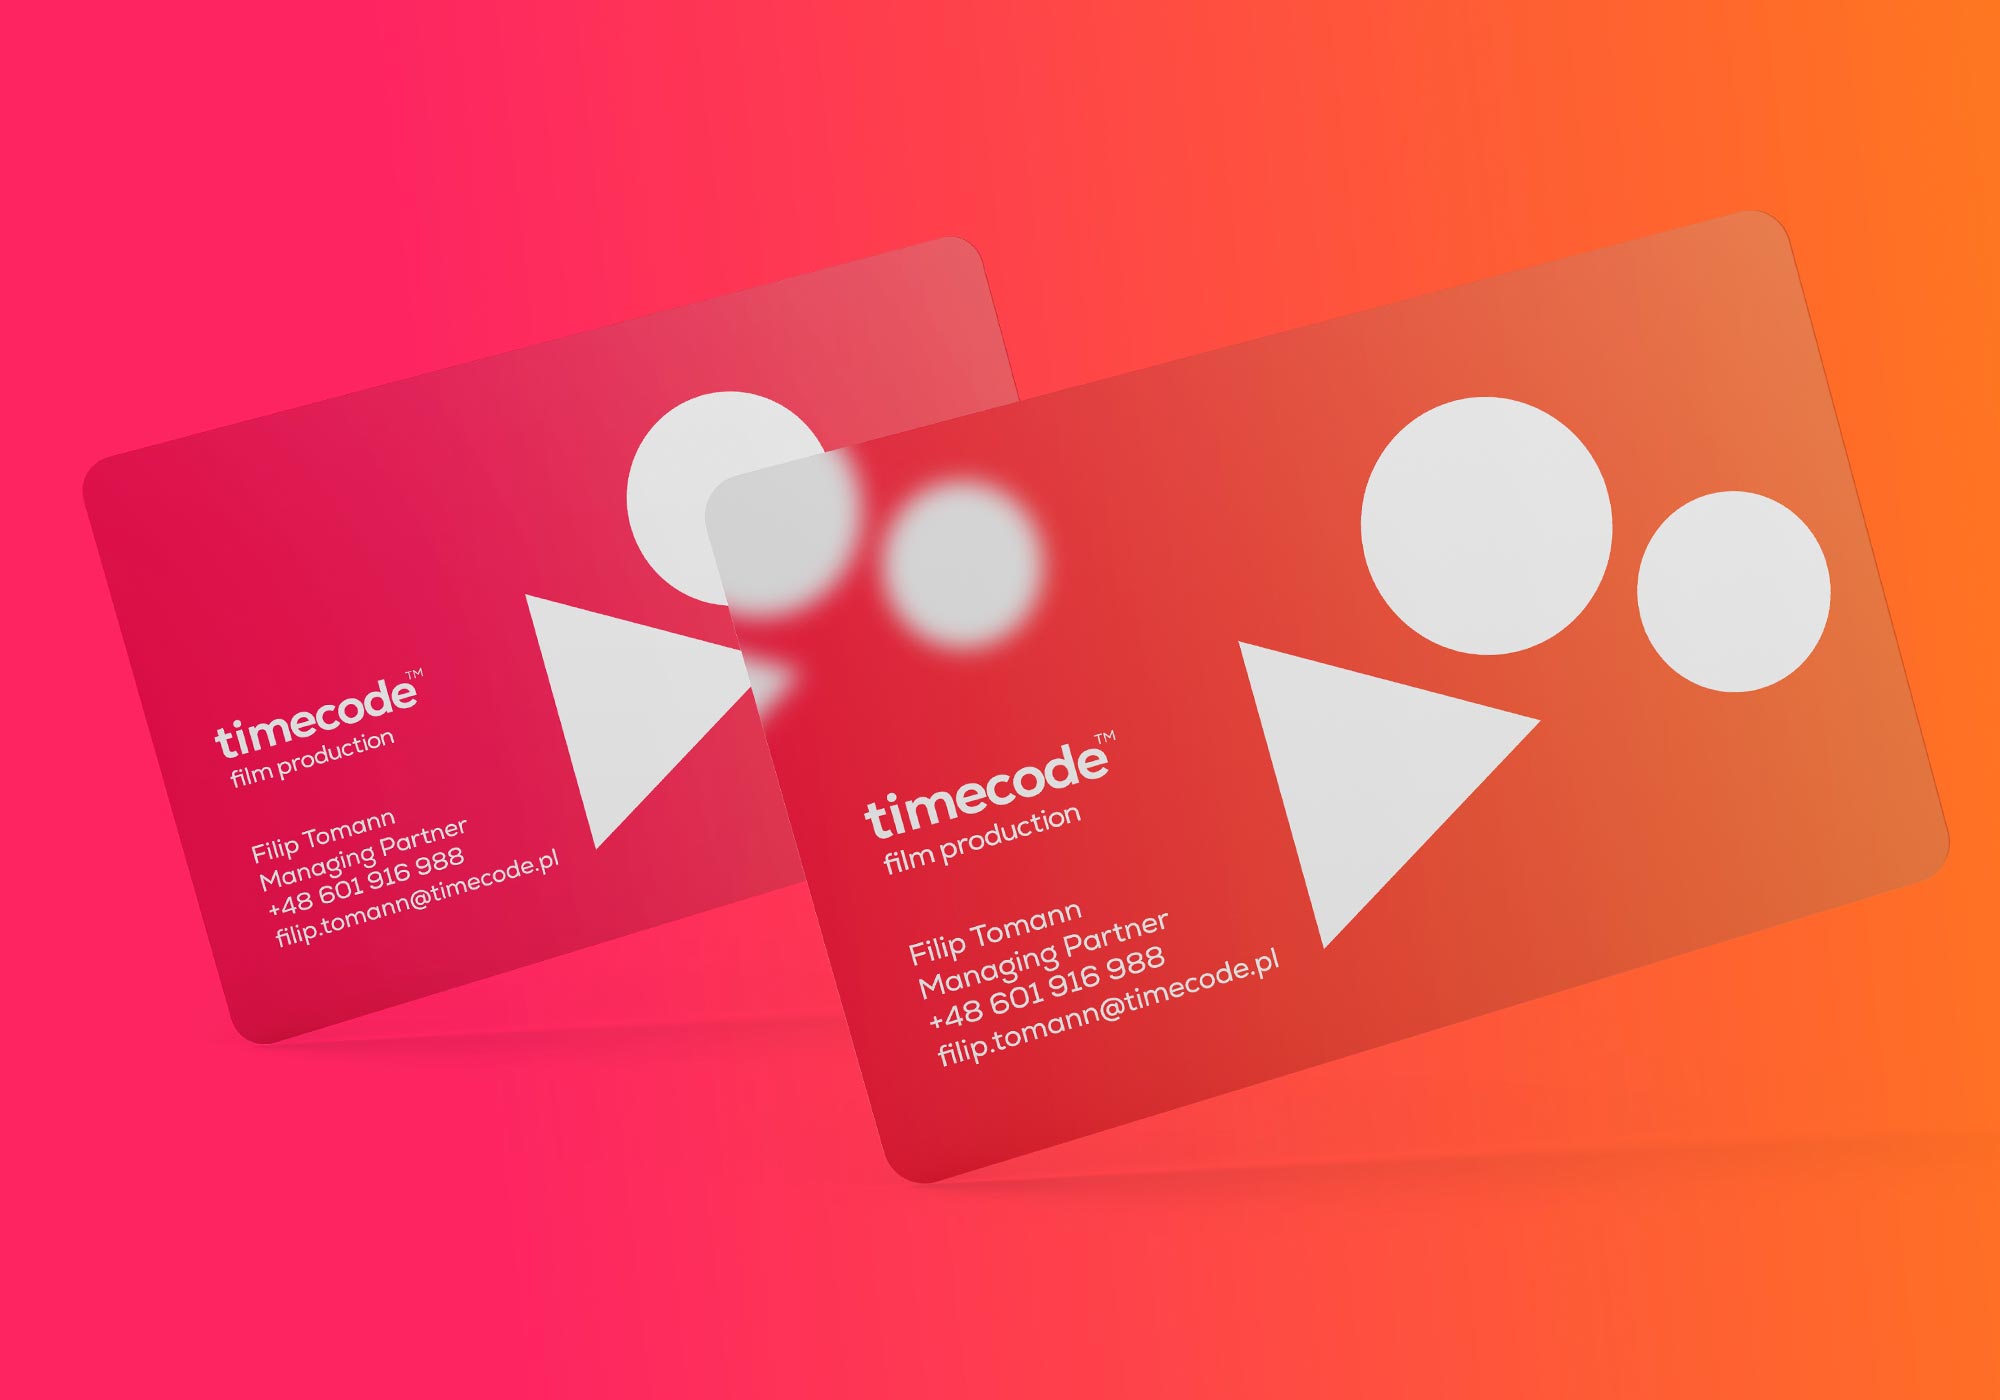 timecode™
film production
Filip Tomann
Managing Partner
+48 601 916 988
filip.tomann@timecode.pl
timecode™
film production
Filip Tomann
Managing Partner
+48 601 916 988
filip.tomann@timecode.pl